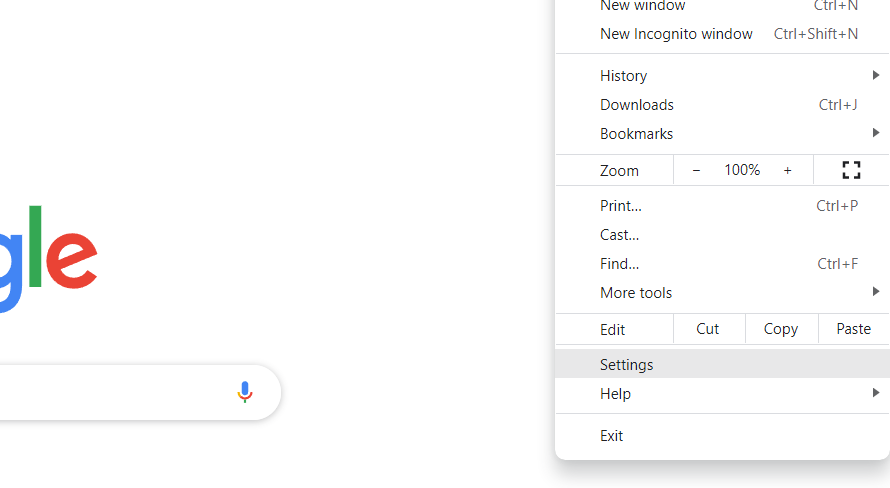 New window Ctrl+N
New Incognito window Ctrl+Shift+N
History
Downloads Ctrl+J
Bookmarks
Zoom − 100% +
Print... Ctrl+P
Cast...
gle
Find... Ctrl+F
More tools
Edit Cut Copy Paste
Settings
Help
Exit